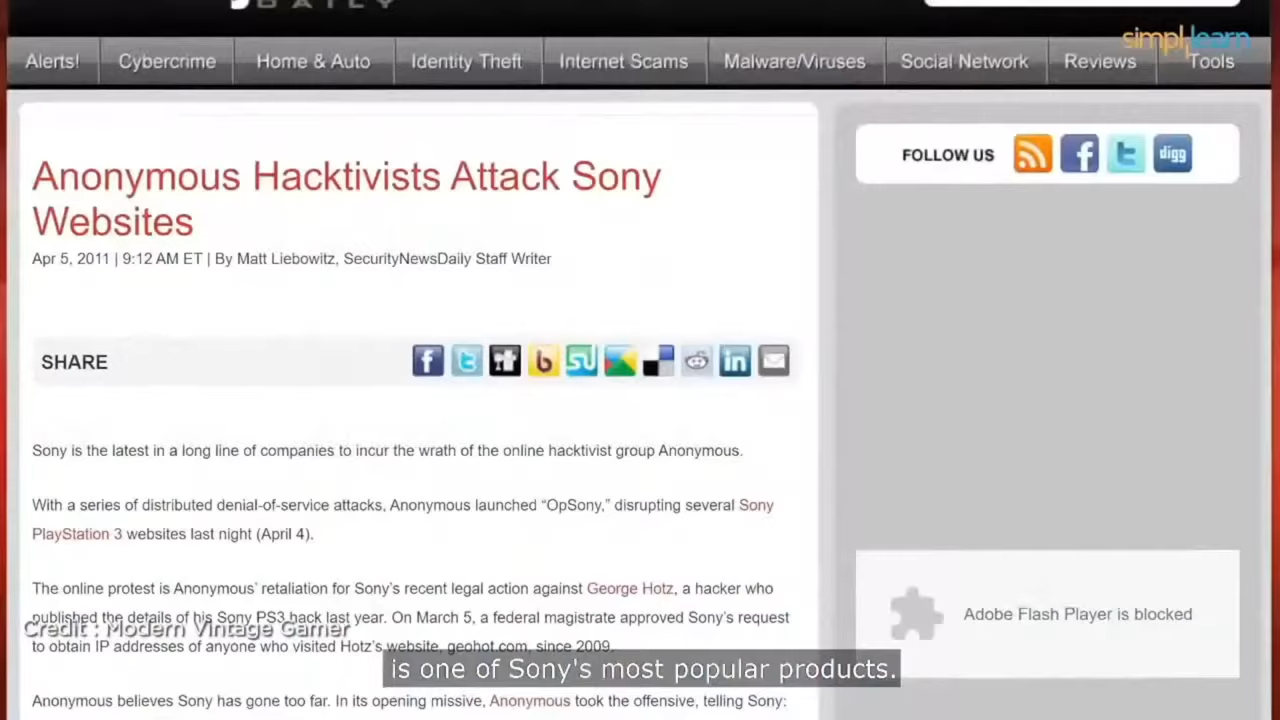 simplilearn
Alerts!
Cybercrime
Home & Auto
Identity Theft
Internet Scams
Malware/Viruses
Social Network
Reviews
Tools
Anonymous Hacktivists Attack Sony
Websites
Apr 5, 2011 | 9:12 AM ET | By Matt Liebowitz, SecurityNewsDaily Staff Writer
FOLLOW US
digg
SHARE
Sony is the latest in a long line of companies to incur the wrath of the online hacktivist group Anonymous.
With a series of distributed denial-of-service attacks, Anonymous launched “OpSony,” disrupting several Sony
PlayStation 3 websites last night (April 4).
The online protest is Anonymous’ retaliation for Sony’s recent legal action against George Hotz, a hacker who
published the details of his Sony PS3 hack last year. On March 5, a federal magistrate approved Sony’s request
to obtain IP addresses of anyone who visited Hotz’s website, geohot.com, since 2009.
Anonymous believes Sony has gone too far. In its opening missive, Anonymous took the offensive, telling Sony:
Adobe Flash Player is blocked
Credit : Modern Vintage Gamer
is one of Sony's most popular products.